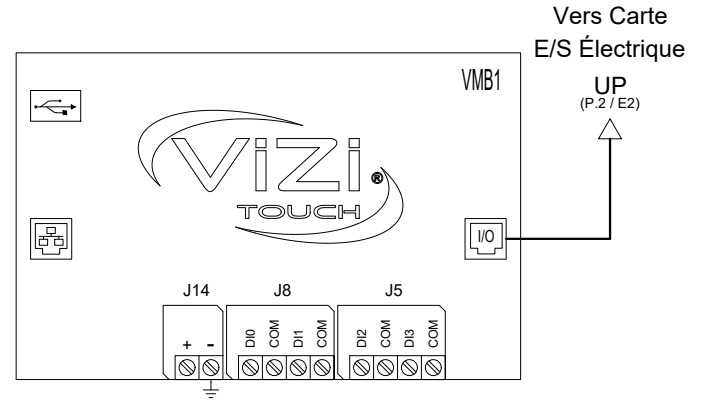 Vers Carte
E/S Électrique
UP
(P.2 / E2)
VMB1
ViZi®
TOUCH
I/O
J14
J8
J5
+ -
DI0 COM DI1 COM
DI2 COM DI3 COM